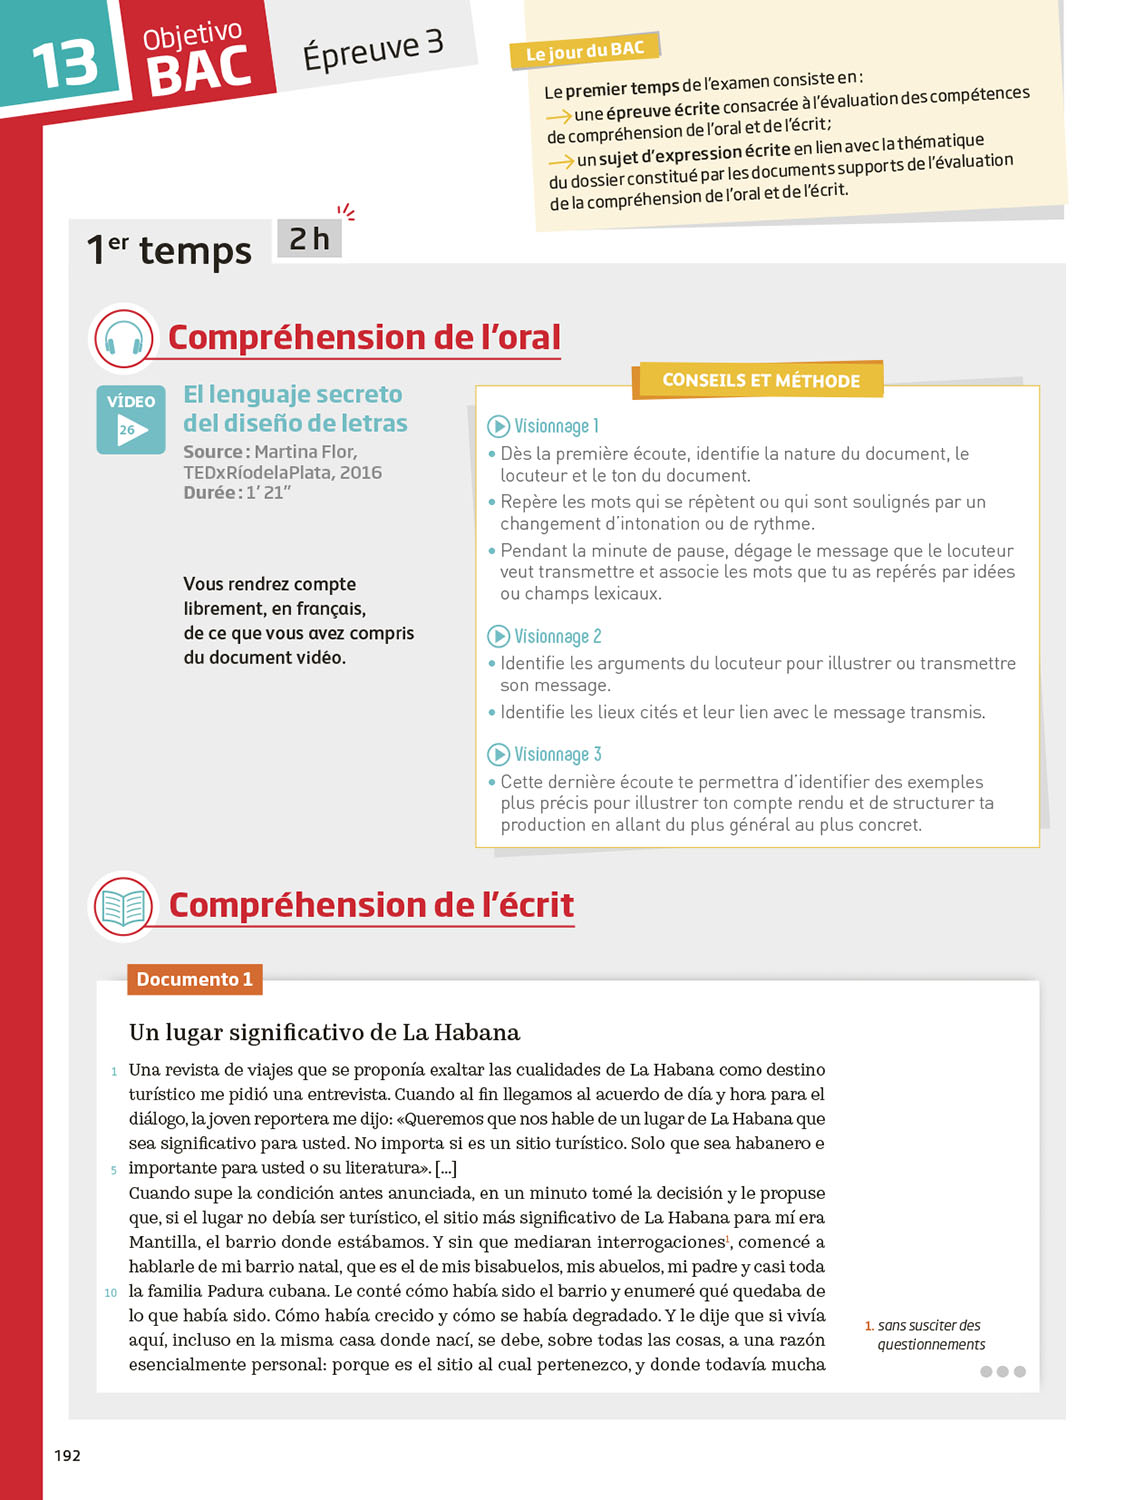 13
Objetivo
BAC
Épreuve 3
Le jour du BAC
Le premier temps de l'examen consiste en :
une épreuve écrite consacrée à l'évaluation des compétences
de compréhension de l'oral et de l'écrit ;
un sujet d'expression écrite en lien avec la thématique
du dossier constitué par les documents supports de l'évaluation
de la compréhension de l'oral et de l'écrit.
1er temps
2 h
Compréhension de l'oral
VÍDEO
26
El lenguaje secreto
del diseño de letras
Source : Martina Flor,
TEDxRíodelaPlata, 2016
Durée : 1' 21''
Vous rendrez compte
librement, en français,
de ce que vous avez compris
du document vidéo.
CONSEILS ET MÉTHODE
Visionnage 1
• Dès la première écoute, identifie la nature du document, le
locuteur et le ton du document.
• Repère les mots qui se répètent ou qui sont soulignés par un
changement d'intonation ou de rythme.
• Pendant la minute de pause, dégage le message que le locuteur
veut transmettre et associe les mots que tu as repérés par idées
ou champs lexicaux.
Visionnage 2
• Identifie les arguments du locuteur pour illustrer ou transmettre
son message.
• Identifie les lieux cités et leur lien avec le message transmis.
Visionnage 3
• Cette dernière écoute te permettra d'identifier des exemples
plus précis pour illustrer ton compte rendu et de structurer ta
production en allant du plus général au plus concret.
Compréhension de l'écrit
Documento 1
Un lugar significativo de La Habana
1 Una revista de viajes que se proponía exaltar las cualidades de La Habana como destino
turístico me pidió una entrevista. Cuando al fin llegamos al acuerdo de día y hora para el
diálogo, la joven reportera me dijo: «Queremos que nos hable de un lugar de La Habana que
sea significativo para usted. No importa si es un sitio turístico. Solo que sea habanero e
5 importante para usted o su literatura». [...]
Cuando supe la condición antes anunciada, en un minuto tomé la decisión y le propuse
que, si el lugar no debía ser turístico, el sitio más significativo de La Habana para mí era
Mantilla, el barrio donde estábamos. Y sin que mediaran interrogaciones1, comencé a
hablarle de mi barrio natal, que es el de mis bisabuelos, mis abuelos, mi padre y casi toda
10 la familia Padura cubana. Le conté cómo había sido el barrio y enumeré qué quedaba de
lo que había sido. Cómo había crecido y cómo se había degradado. Y le dije que si vivía
aquí, incluso en la misma casa donde nací, se debe, sobre todas las cosas, a una razón
esencialmente personal: porque es el sitio al cual pertenezco, y donde todavía mucha
1. sans susciter des
questionnements
192